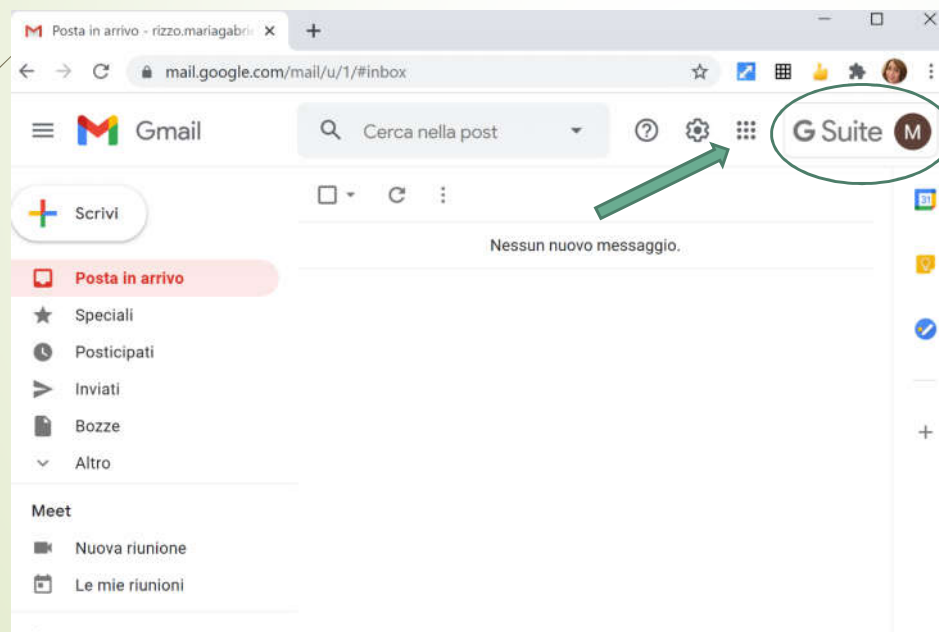 Posta in arrivo - rizzo.mariagabri
mail.google.com/mail/u/1/#inbox
Gmail
Cerca nella post
G Suite M
Scrivi
31
Nessun nuovo messaggio.
Posta in arrivo
Speciali
Posticipati
Inviati
Bozze
Altro
Meet
Nuova riunione
Le mie riunioni